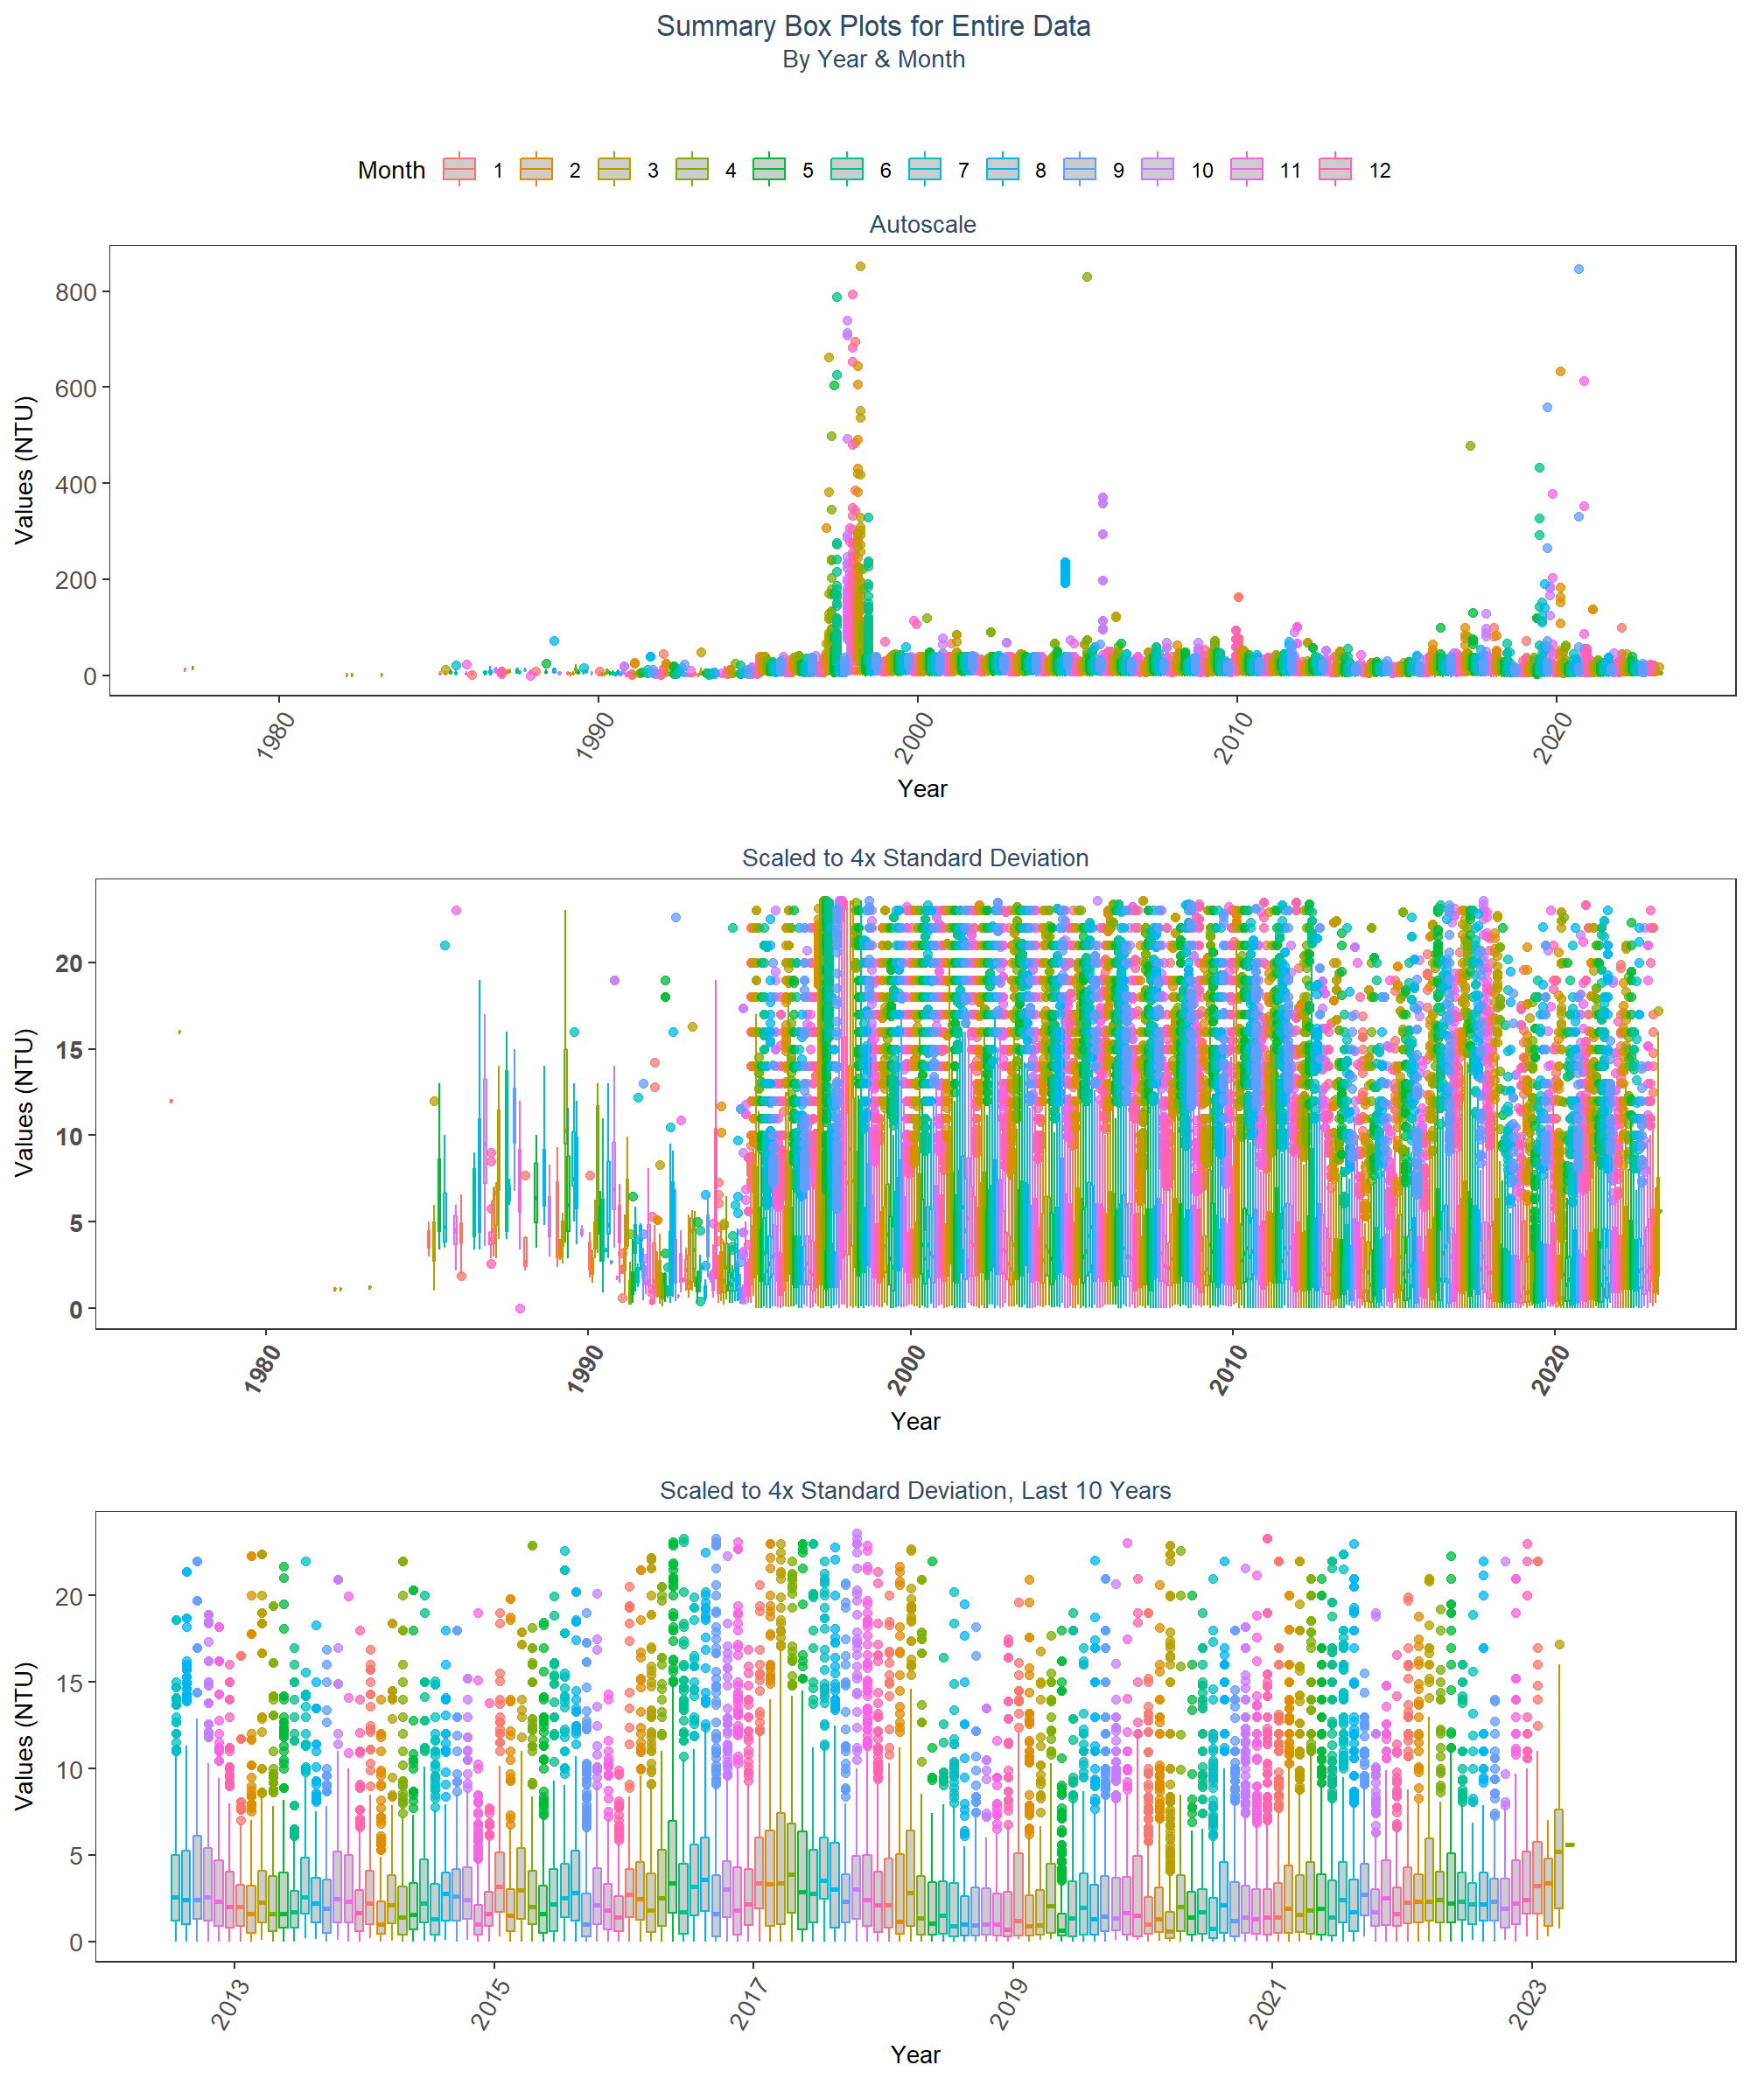 Summary Box Plots for Entire Data
By Year & Month
Month 1 2 3 4 5 6 7 8 9 10 11 12
Autoscale
Values (NTU)
800
600
400
200
0
1980 1990 2000 2010 2020
Year
Scaled to 4x Standard Deviation
Values (NTU)
20
15
10
5
0
1980 1990 2000 2010 2020
Year
Scaled to 4x Standard Deviation, Last 10 Years
Values (NTU)
20
15
10
5
0
2013 2015 2017 2019 2021 2023
Year